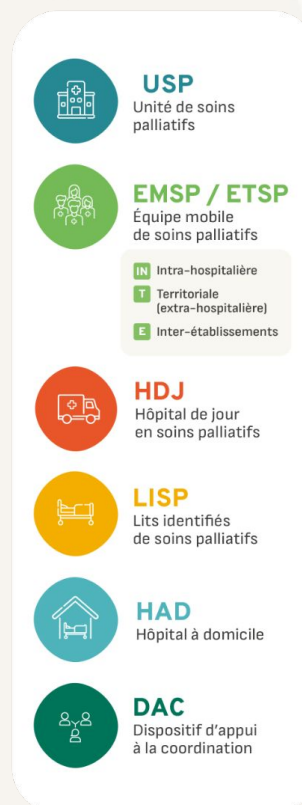 USP
Unité de soins
palliatifs
EMSP / ETSP
Équipe mobile
de soins palliatifs
IN Intra-hospitalière
T Territoriale
(extra-hospitalière)
E Inter-établissements
HDJ
Hôpital de jour
en soins palliatifs
LISP
Lits identifiés
de soins palliatifs
HAD
Hôpital à domicile
DAC
Dispositif d'appui
à la coordination